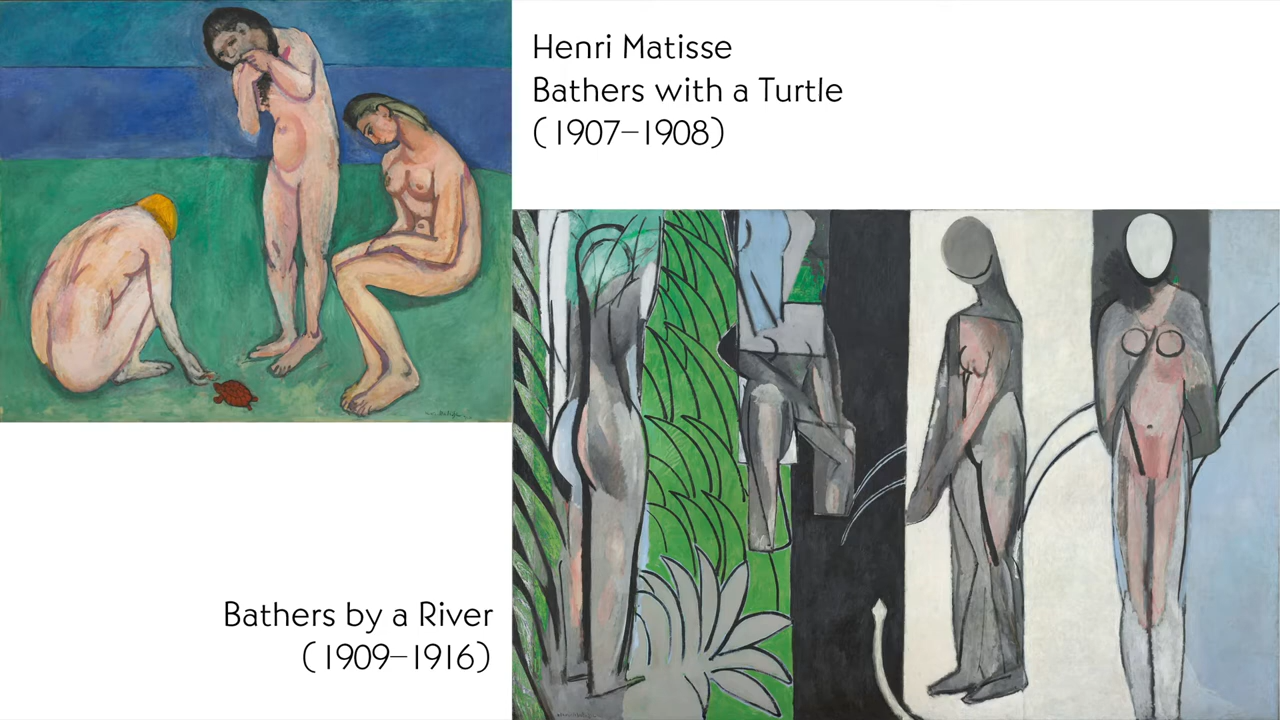 Henri Matisse
Bathers with a Turtle
(1907–1908)
Bathers by a River
(1909–1916)